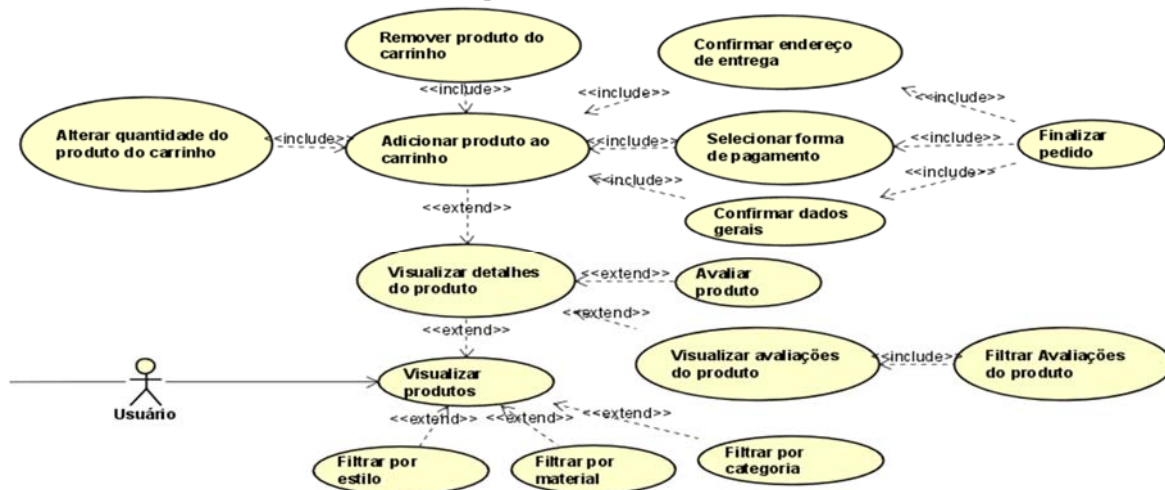 Remover produto do
carrinho
Confirmar endereço
de entrega
<<include>>
<<include>>
<<include>>
Alterar quantidade do
produto do carrinho
<<include>>
Adicionar produto ao
carrinho
<<include>>
Selecionar forma
de pagamento
<<include>>
Finalizar
pedido
<<include>>
<<include>>
<<extend>>
Confirmar dados
gerais
Visualizar detalhes
do produto
<<extend>>
Avaliar
produto
<<extend>>
<<extend>>
Visualizar avaliações
do produto
<<include>>
Filtrar Avaliações
do produto
Usuário
Visualizar
produtos
<<extend>>
<<extend>>
<<extend>>
Filtrar por
estilo
Filtrar por
material
Filtrar por
categoria